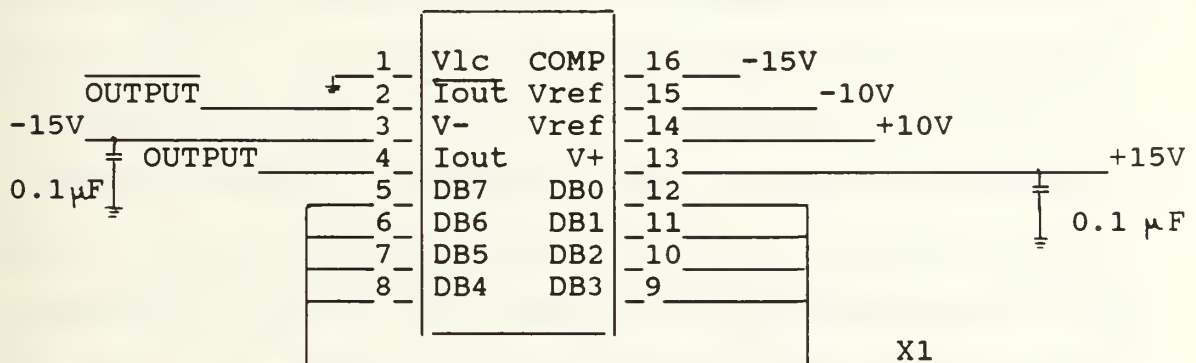 1 Vlc COMP 16 -15V
OUTPUT 2 Iout Vref 15 -10V
-15V 3 V- Vref 14 +10V
OUTPUT 4 Iout V+ 13 +15V
0.1μF 5 DB7 DB0 12
6 DB6 DB1 11 0.1 μF
7 DB5 DB2 10
8 DB4 DB3 9
X1